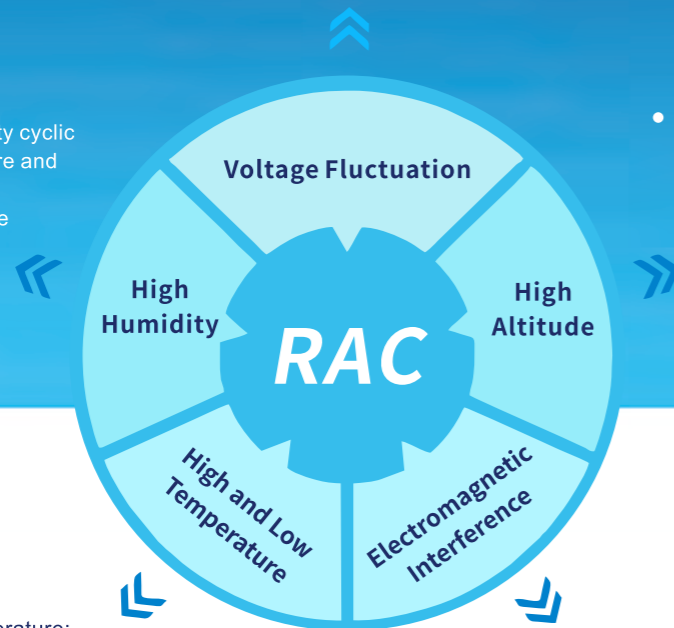 ty cyclic
re and
e
Voltage Fluctuation
High
Humidity
High
Altitude
RAC
High and Low
Temperature
Electromagnetic
Interference
erature: